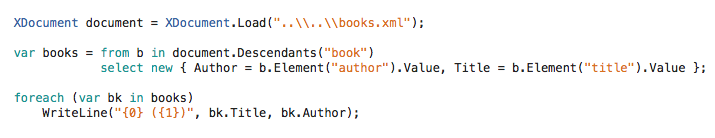 XDocument document = XDocument.Load("..\\..\\books.xml");
var books = from b in document.Descendants("book")
            select new { Author = b.Element("author").Value, Title = b.Element("title").Value };
foreach (var bk in books)
    WriteLine("{0} ({1})", bk.Title, bk.Author);